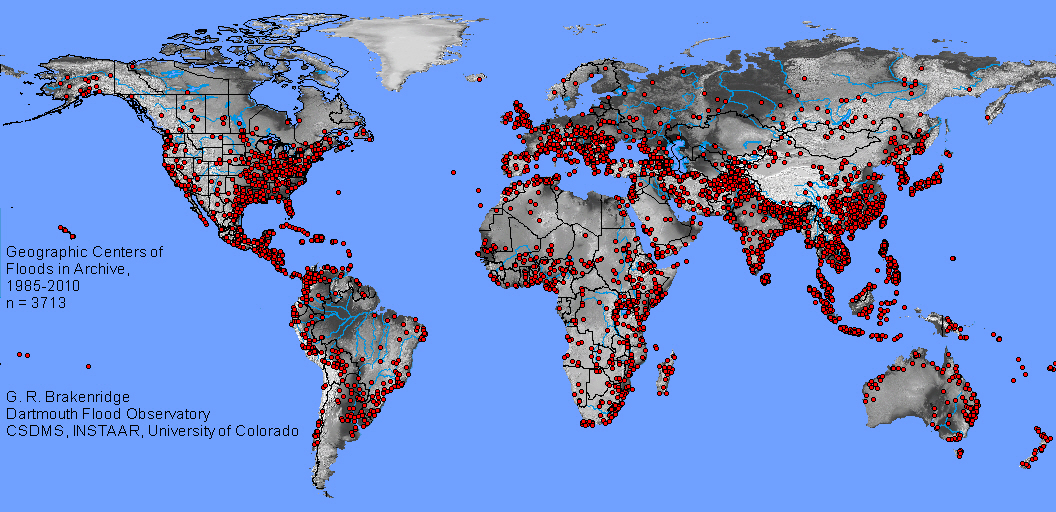 Geographic Centers of
Floods in Archive,
1985-2010
n = 3713
G. R. Brakenridge
Dartmouth Flood Observatory
CSDMS, INSTAAR, University of Colorado